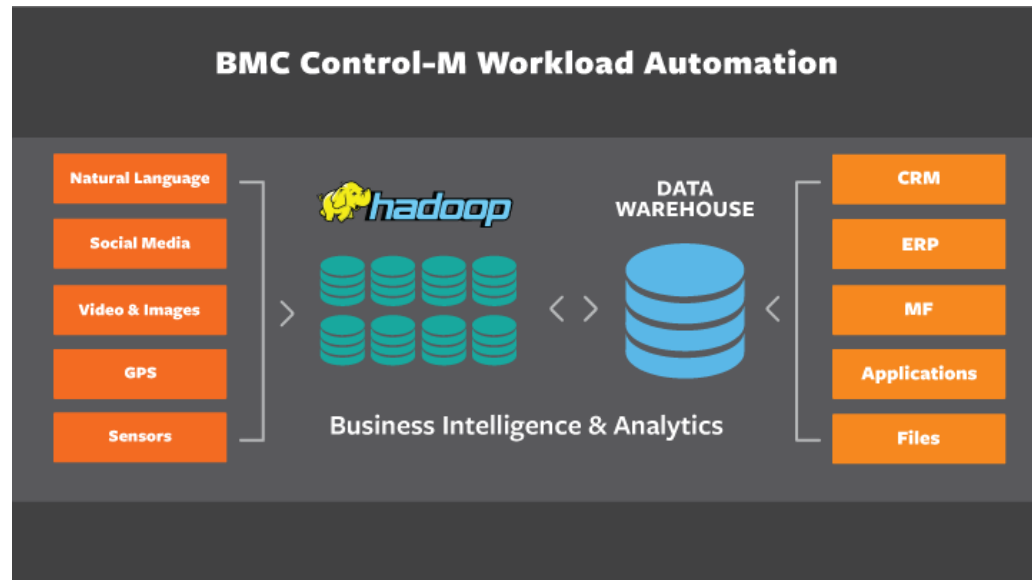 BMC Control-M Workload Automation
Natural Language
Social Media
Video & Images
GPS
Sensors
hadoop
DATA
WAREHOUSE
Business Intelligence & Analytics
CRM
ERP
MF
Applications
Files